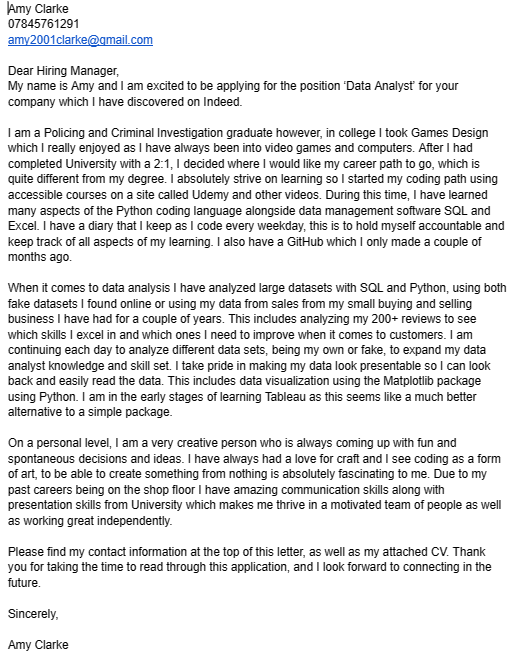 Amy Clarke
07845761291
amy2001clarke@gmail.com
Dear Hiring Manager,
My name is Amy and I am excited to be applying for the position ‘Data Analyst’ for your
company which I have discovered on Indeed.
I am a Policing and Criminal Investigation graduate however, in college I took Games Design
which I really enjoyed as I have always been into video games and computers. After I had
completed University with a 2:1, I decided where I would like my career path to go, which is
quite different from my degree. I absolutely strive on learning so I started my coding path using
accessible courses on a site called Udemy and other videos. During this time, I have learned
many aspects of the Python coding language alongside data management software SQL and
Excel. I have a diary that I keep as I code every weekday, this is to hold myself accountable and
keep track of all aspects of my learning. I also have a GitHub which I only made a couple of
months ago.
When it comes to data analysis I have analyzed large datasets with SQL and Python, using both
fake datasets I found online or using my data from sales from my small buying and selling
business I have had for a couple of years. This includes analyzing my 200+ reviews to see
which skills I excel in and which ones I need to improve when it comes to customers. I am
continuing each day to analyze different data sets, being my own or fake, to expand my data
analyst knowledge and skill set. I take pride in making my data look presentable so I can look
back and easily read the data. This includes data visualization using the Matplotlib package
using Python. I am in the early stages of learning Tableau as this seems like a much better
alternative to a simple package.
On a personal level, I am a very creative person who is always coming up with fun and
spontaneous decisions and ideas. I have always had a love for craft and I see coding as a form
of art, to be able to create something from nothing is absolutely fascinating to me. Due to my
past careers being on the shop floor I have amazing communication skills along with
presentation skills from University which makes me thrive in a motivated team of people as well
as working great independently.
Please find my contact information at the top of this letter, as well as my attached CV. Thank
you for taking the time to read through this application, and I look forward to connecting in the
future.
Sincerely,
Amy Clarke